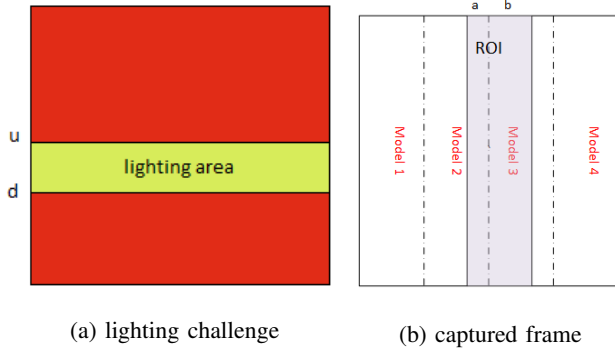 u
lighting area
d
(a) lighting challenge
a b
ROI
Model 1
Model 2
Model 3
Model 4
(b) captured frame